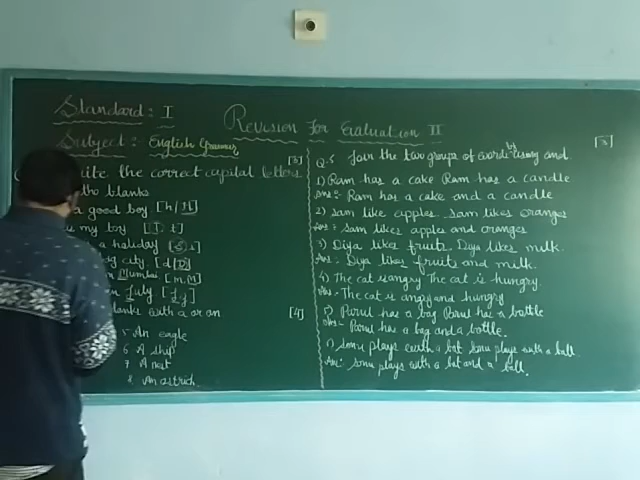 Standard: I
Revision For Evaluation II
Subject: English Grammar
ite the correct capital letters [3]
the blanks
a good boy [h/H]
my toy [T t]
a holiday [S s]
city [d/D]
Mumbai [m, M]
July [J j]
blanks with a or an [4]
5 An eagle
6 A ship
7 A nest
8 An ostrich
Join the two groups of words by using and. [3]
1) Ram has a cake Ram has a candle
Ans: Ram has a cake and a candle
2) Sam like apples. Sam likes oranges
Ans: Sam likes apples and oranges
3) Diya likes fruits. Diya likes milk.
Ans: Diya likes fruits and milk.
4) The cat is angry The cat is hungry.
Ans: The cat is angry and hungry
5) Parul has a bag Parul has a bottle
Ans: Parul has a bag and a bottle.
Sonu plays with a bat Sonu plays with a ball.
Ans: Sonu plays with a bat and a ball.